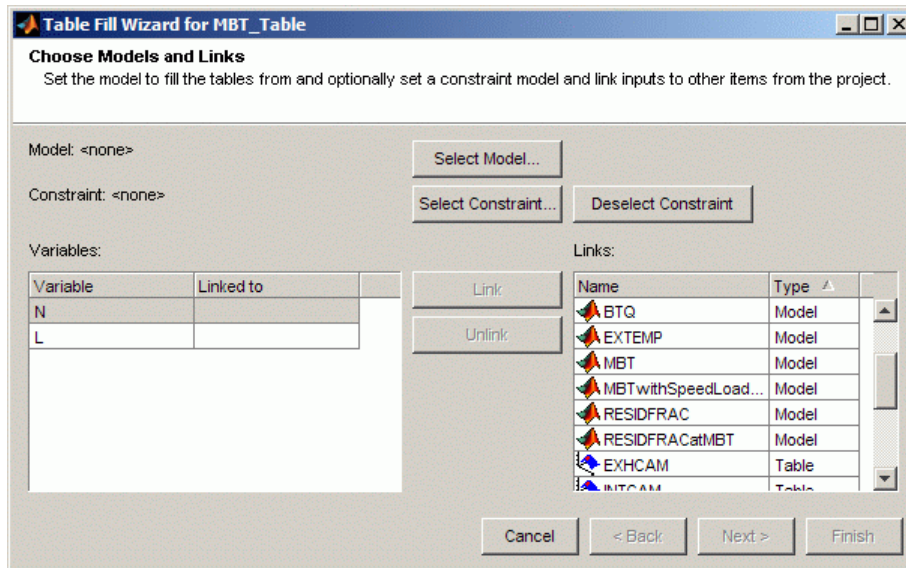 Table Fill Wizard for MBT_Table
Choose Models and Links
Set the model to fill the tables from and optionally set a constraint model and link inputs to other items from the project.
Model: <none>
Select Model...
Constraint: <none>
Select Constraint...
Deselect Constraint
Variables:
Links:
Variable Linked to
N
L
Link
Unlink
Name Type
BTQ Model
EXTEMP Model
MBT Model
MBTwithSpeedLoad... Model
RESIDFRAC Model
RESIDFRACatMBT Model
EXHCAM Table
INTCAM Table
Cancel
< Back
Next >
Finish